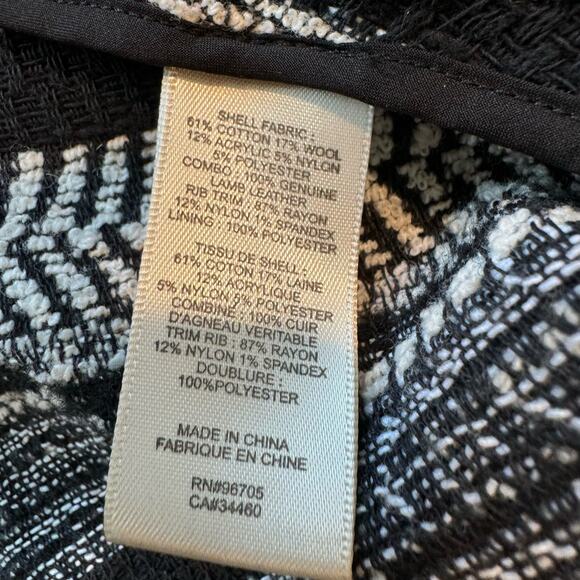 SHELL FABRIC :
61% COTTON 17% WOOL
12% ACRYLIC 5% NYLON
5% POLYESTER
COMBO : 100% GENUINE
LAMB LEATHER
RIB TRIM : 87% RAYON
12% NYLON 1% SPANDEX
LINING : 100% POLYESTER
TISSU DE SHELL :
61% COTON 17% LAINE
12% ACRYLIQUE
5% NYLON 5% POLYESTER
COMBINE : 100% CUIR
D'AGNEAU VERITABLE
TRIM RIB : 87% RAYON
12% NYLON 1% SPANDEX
DOUBLURE :
100%POLYESTER
MADE IN CHINA
FABRIQUE EN CHINE
RN#96705
CA#34460